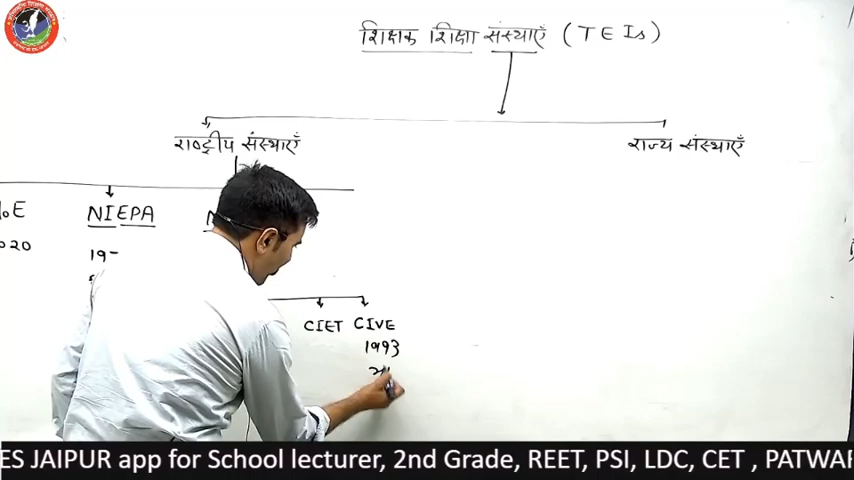 शिक्षक शिक्षा संस्थाएँ (TEIs)
राष्ट्रीय संस्थाएँ
राज्य संस्थाएँ
NIEPA
19-
CIET CIVE
1993
ES JAIPUR app for School lecturer, 2nd Grade, REET, PSI, LDC, CET , PATWAR